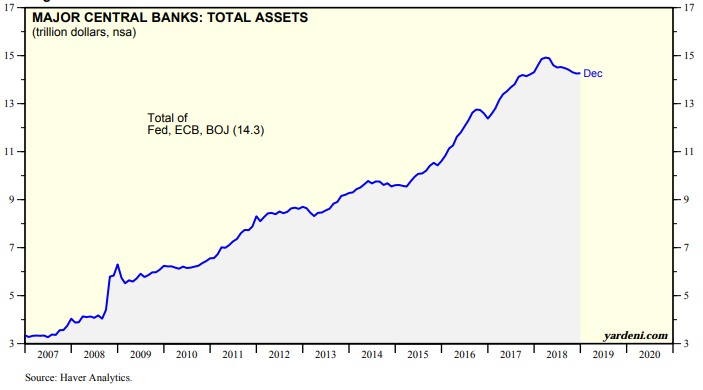 MAJOR CENTRAL BANKS: TOTAL ASSETS
(trillion dollars, nsa)
17 17
15 15
Dec
13 13
Total of
Fed, ECB, BOJ (14.3)
11 11
9 9
7 7
5 5
yardeni.com
3 3
2007 2008 2009 2010 2011 2012 2013 2014 2015 2016 2017 2018 2019 2020
Source: Haver Analytics.